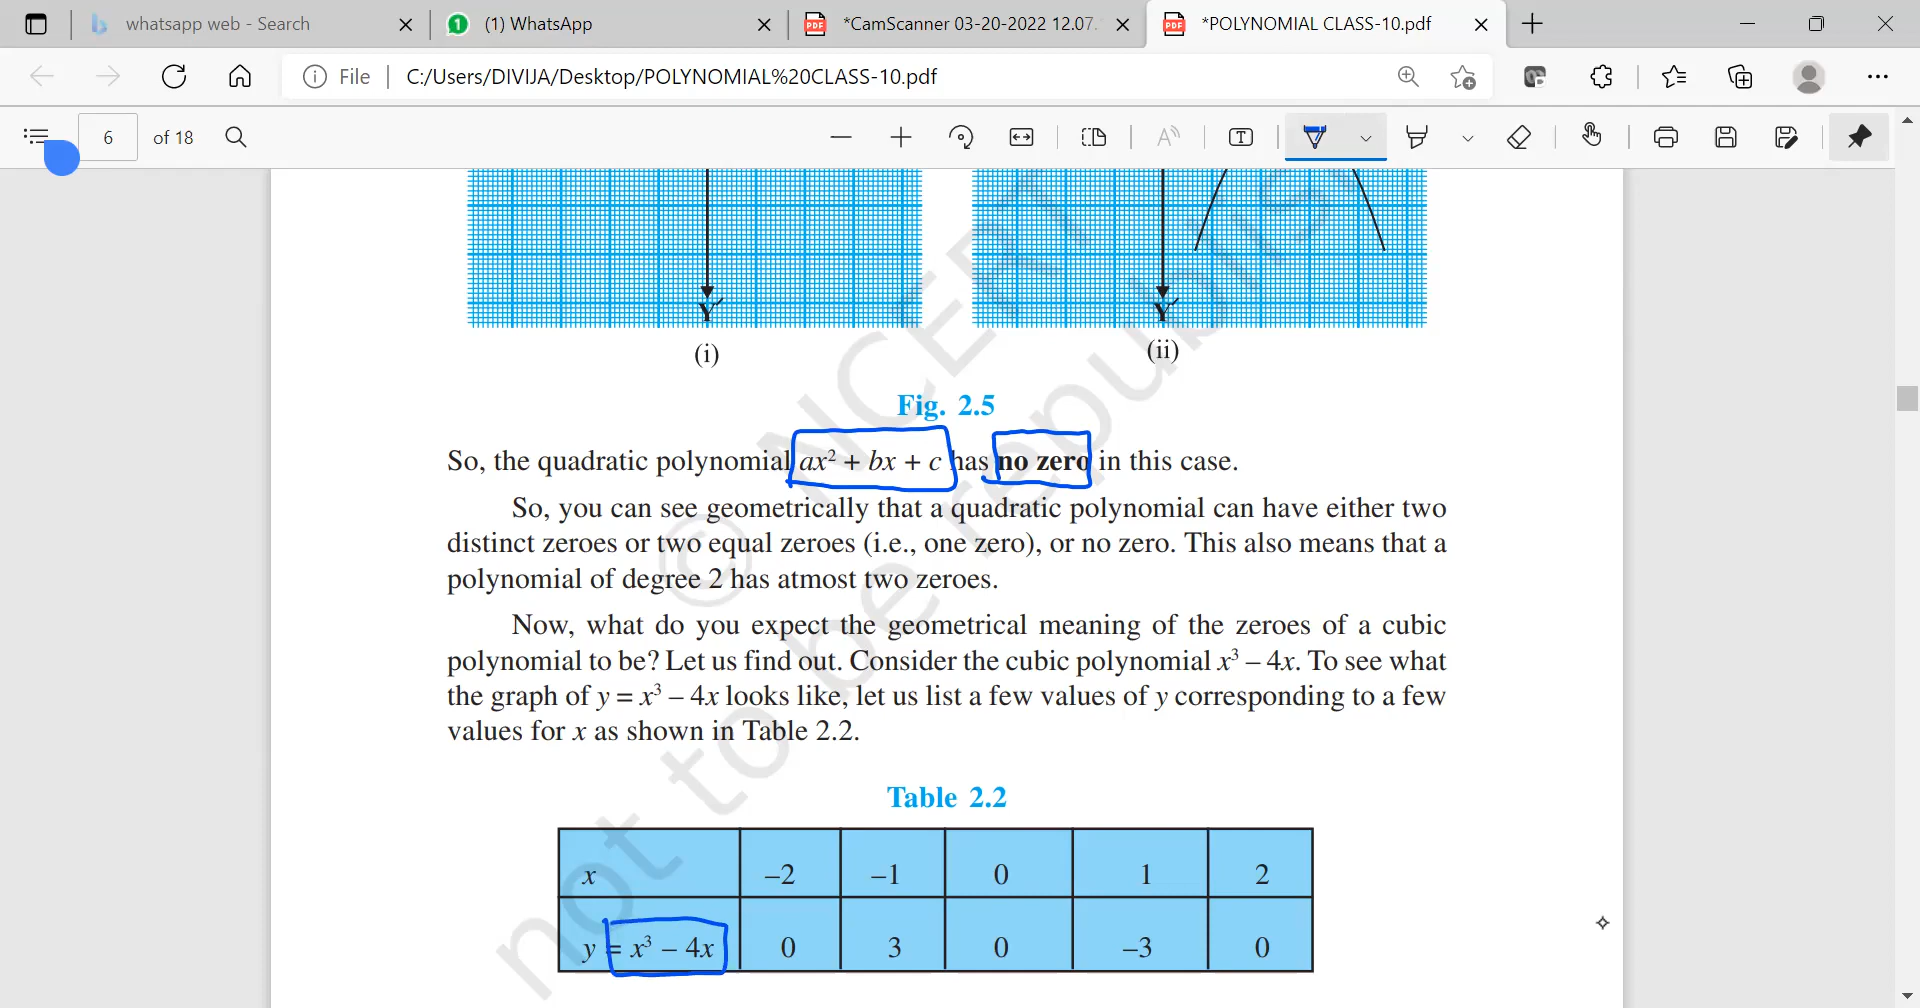 whatsapp web - Search
(1) WhatsApp
*CamScanner 03-20-2022 12.07.
*POLYNOMIAL CLASS-10.pdf
File
C:/Users/DIVIJA/Desktop/POLYNOMIAL%20CLASS-10.pdf
6 of 18
Y′ Y′
(i) (ii)
Fig. 2.5
So, the quadratic polynomial ax² + bx + c has no zero in this case.
So, you can see geometrically that a quadratic polynomial can have either two
distinct zeroes or two equal zeroes (i.e., one zero), or no zero. This also means that a
polynomial of degree 2 has atmost two zeroes.
Now, what do you expect the geometrical meaning of the zeroes of a cubic
polynomial to be? Let us find out. Consider the cubic polynomial x³ – 4x. To see what
the graph of y = x³ – 4x looks like, let us list a few values of y corresponding to a few
values for x as shown in Table 2.2.
Table 2.2
x –2 –1 0 1 2
y = x³ – 4x 0 3 0 –3 0
© NCERT
not to be republis